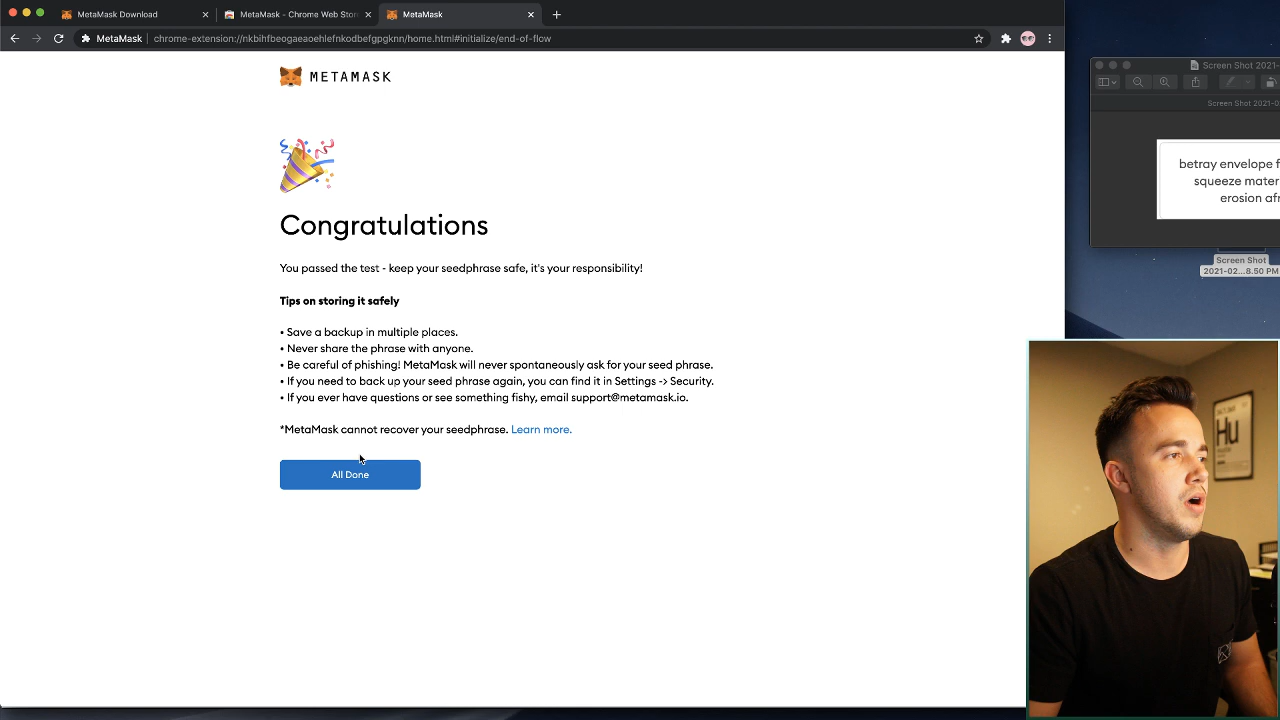 MetaMask Download
MetaMask - Chrome Web Stor
MetaMask
MetaMask
chrome-extension://nkbihfbeogaeaoehlefnkodbefgpgknn/home.html#initialize/end-of-flow
METAMASK
Congratulations
You passed the test - keep your seedphrase safe, it's your responsibility!
Tips on storing it safely
• Save a backup in multiple places.
• Never share the phrase with anyone.
• Be careful of phishing! MetaMask will never spontaneously ask for your seed phrase.
• If you need to back up your seed phrase again, you can find it in Settings -> Security.
• If you ever have questions or see something fishy, email support@metamask.io.
*MetaMask cannot recover your seedphrase. Learn more.
All Done
Screen Shot 2021-
Screen Shot 2021-0
betray envelope f
squeeze mater
erosion afr
Screen Shot
2021-02...8.50 PM
Hu